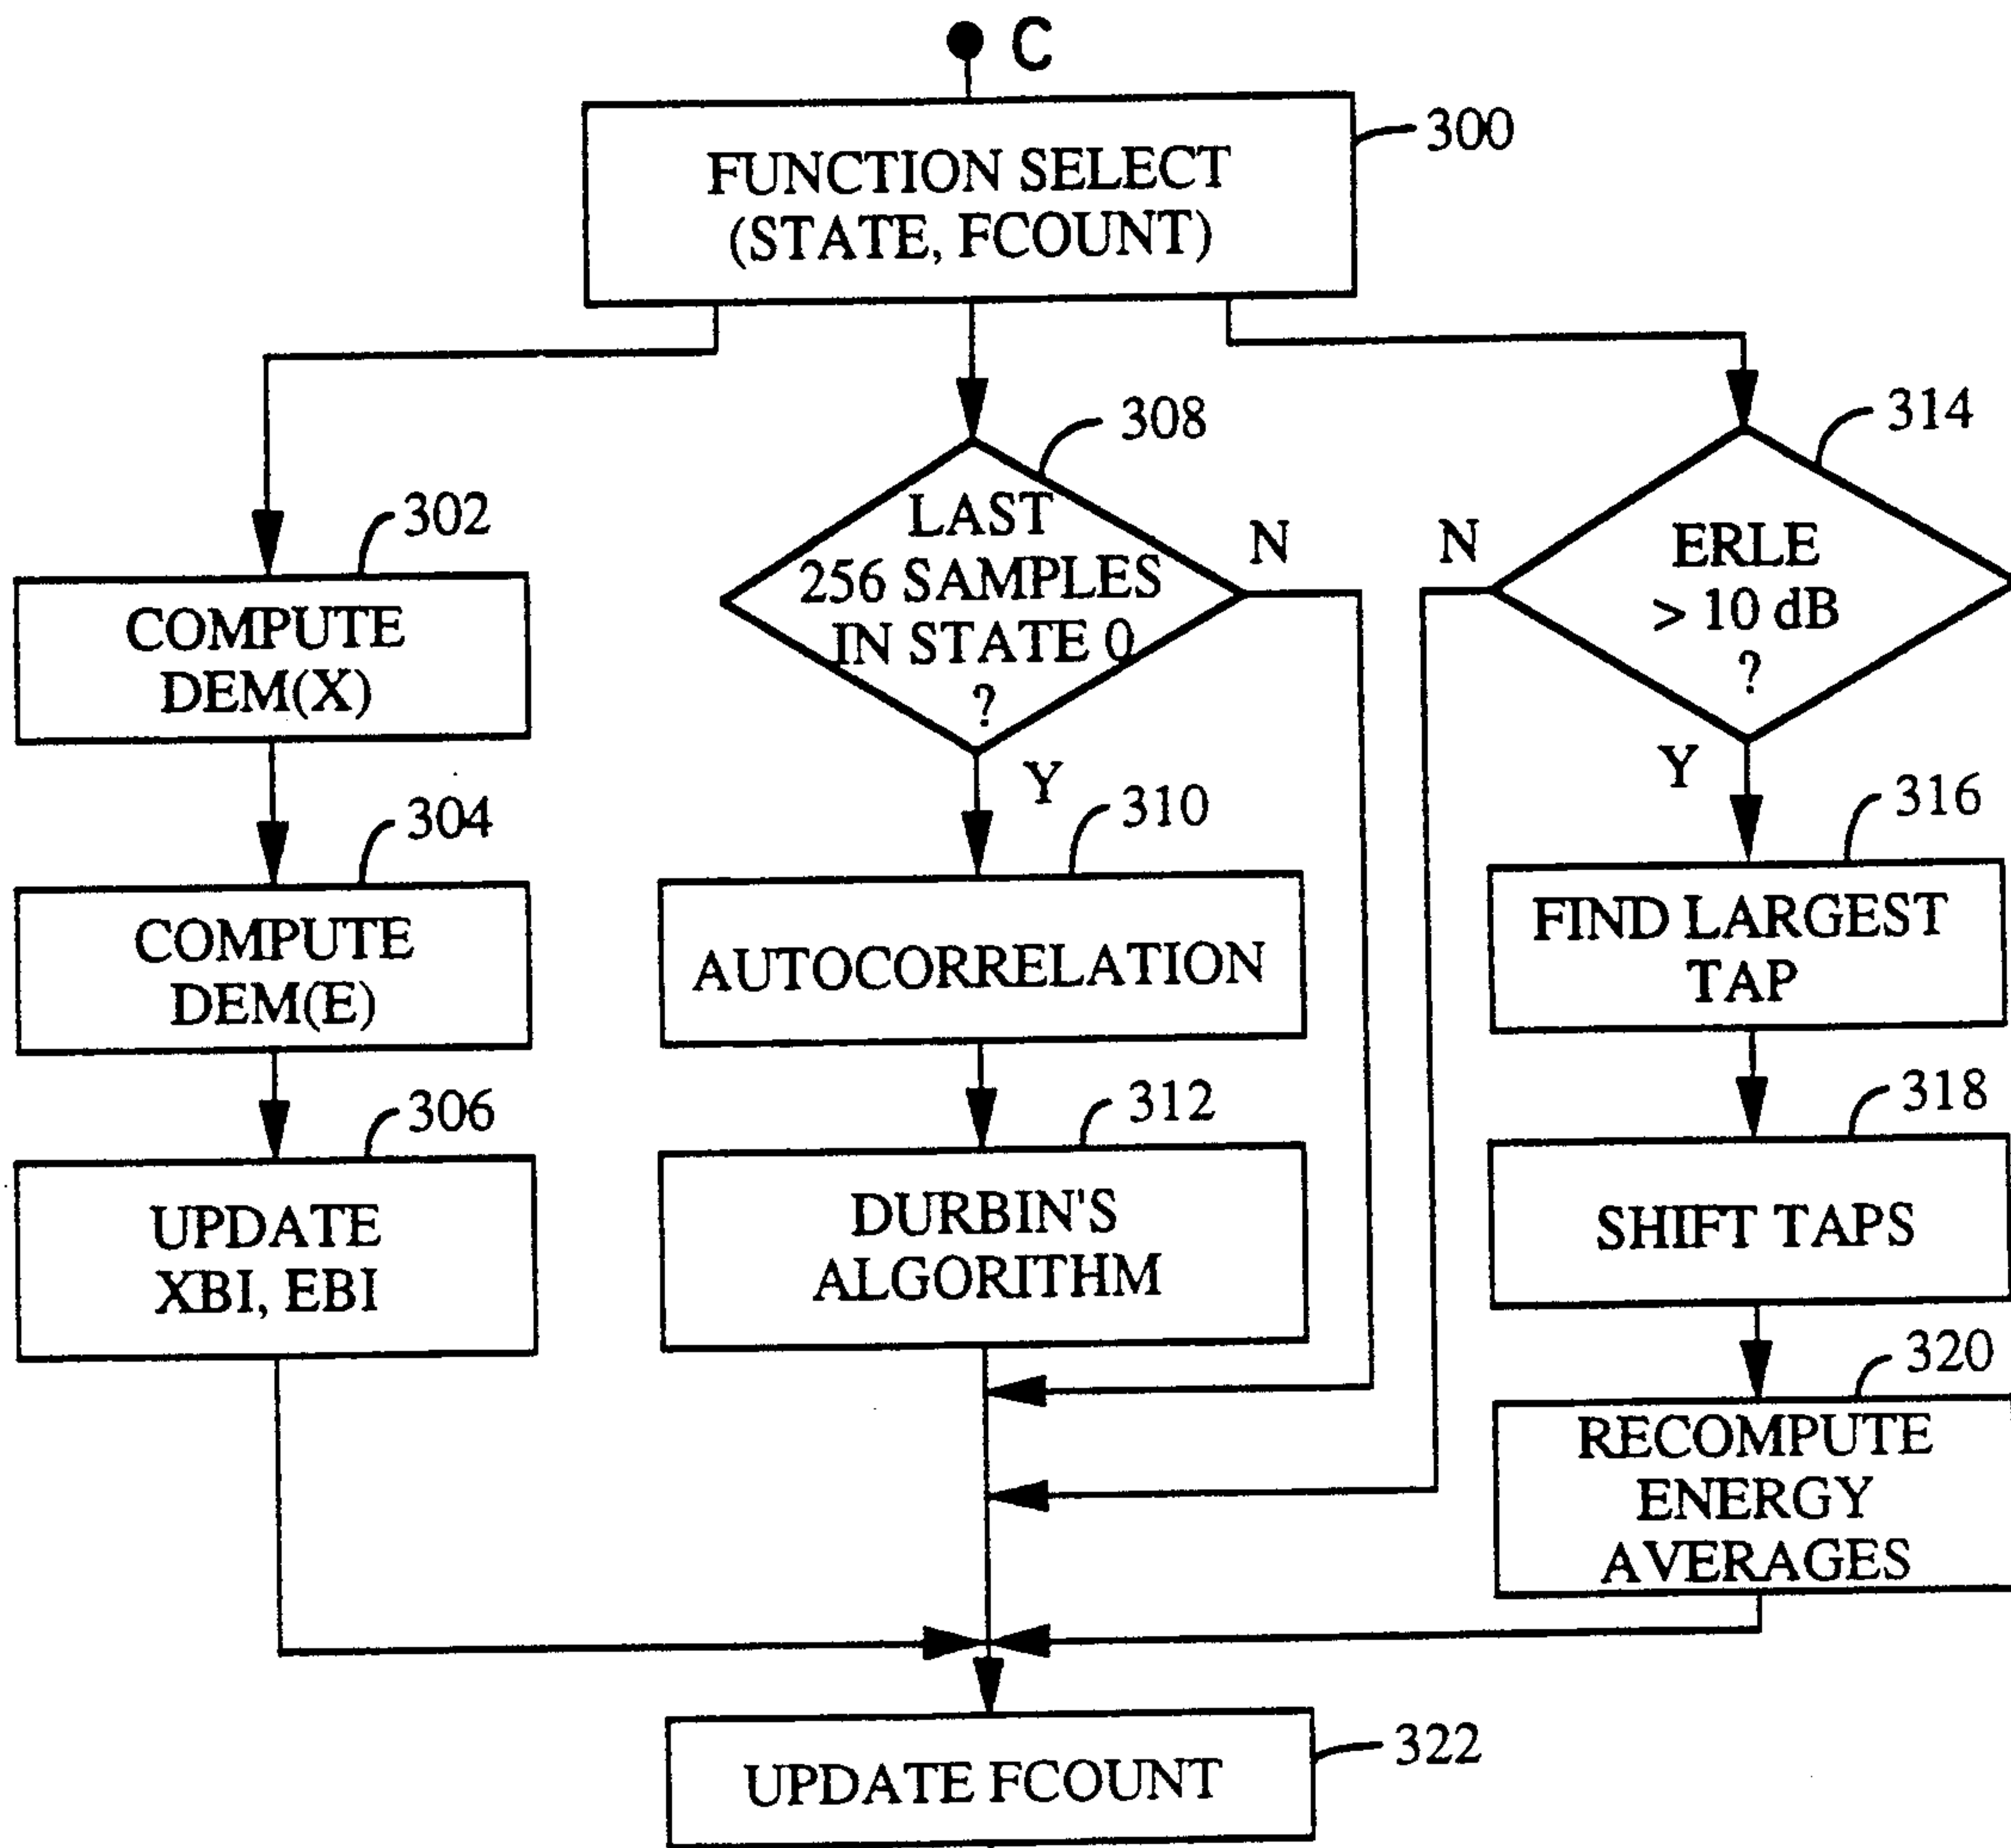 C
FUNCTION SELECT
(STATE, FCOUNT)
300
302
COMPUTE
DEM(X)
304
COMPUTE
DEM(E)
306
UPDATE
XBI, EBI
308
LAST
256 SAMPLES
IN STATE 0
?
N
Y
310
AUTOCORRELATION
312
DURBIN'S
ALGORITHM
314
ERLE
> 10 dB
?
N
Y
316
FIND LARGEST
TAP
318
SHIFT TAPS
320
RECOMPUTE
ENERGY
AVERAGES
UPDATE FCOUNT
322